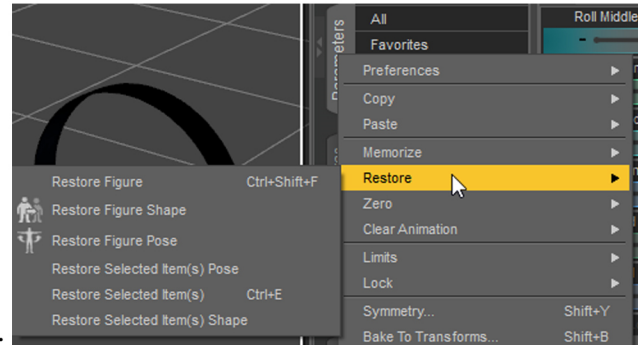 All
Favorites
Parameters
Roll Middle
Preferences
Copy
Paste
Memorize
Restore
Zero
Clear Animation
Limits
Lock
Symmetry... Shift+Y
Bake To Transforms... Shift+B
Restore Figure Ctrl+Shift+F
Restore Figure Shape
Restore Figure Pose
Restore Selected Item(s) Pose
Restore Selected Item(s) Ctrl+E
Restore Selected Item(s) Shape